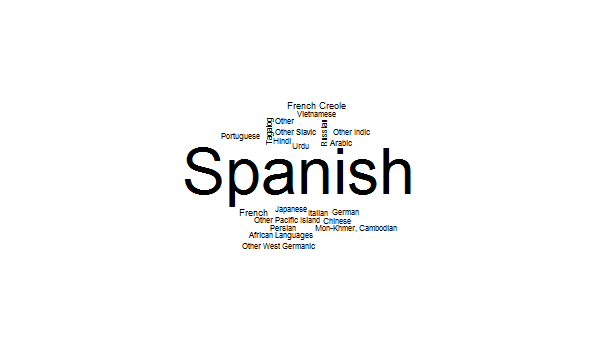 French Creole
Vietnamese
Tagalog
Other
Russian
Portuguese
Other Slavic
Other Indic
Hindi
Urdu
Arabic
Spanish
French
Japanese
Italian
German
Other Pacific Island
Chinese
Persian
Mon-Khmer, Cambodian
African Languages
Other West Germanic